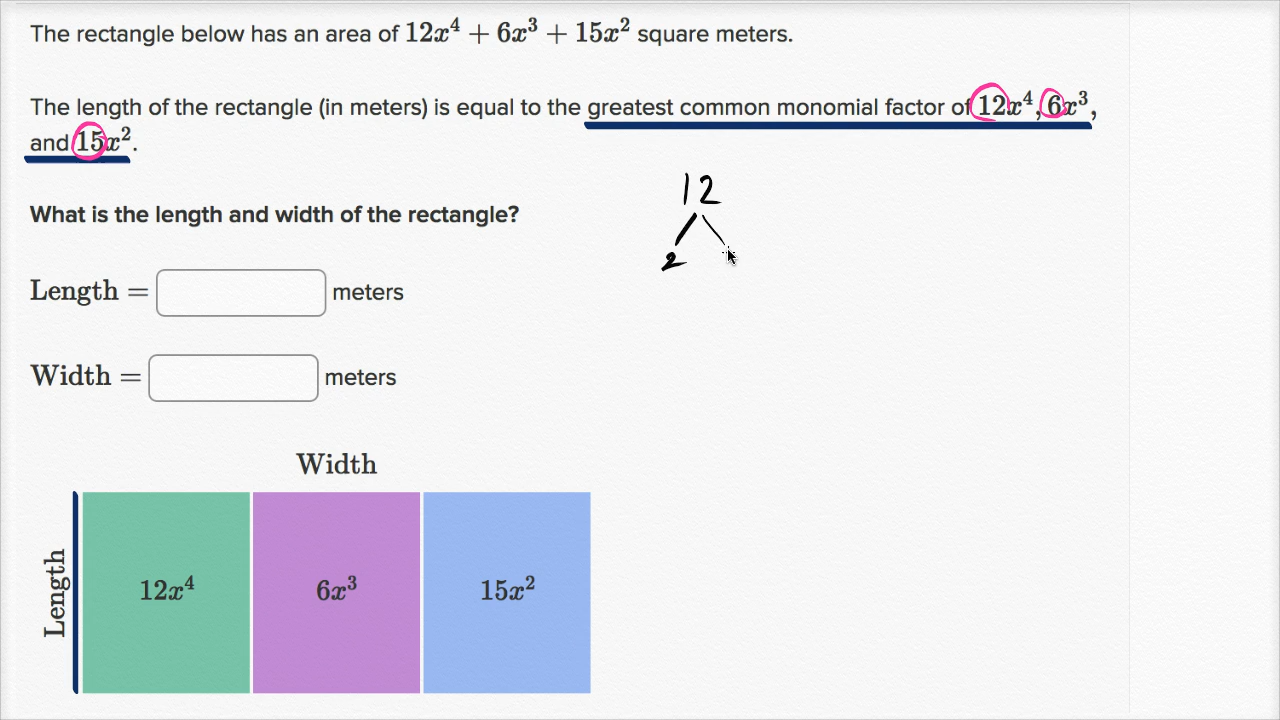 The rectangle below has an area of 12x⁴ + 6x³ + 15x² square meters.
The length of the rectangle (in meters) is equal to the greatest common monomial factor of 12x⁴, 6x³,
and 15x².
12
2
What is the length and width of the rectangle?
Length = meters
Width = meters
Width
Length
12x⁴ 6x³ 15x²